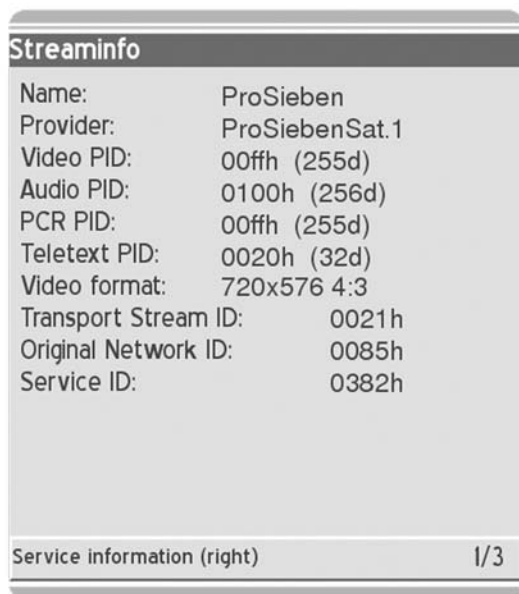 Streaminfo
Name: ProSieben
Provider: ProSiebenSat.1
Video PID: 00ffh (255d)
Audio PID: 0100h (256d)
PCR PID: 00ffh (255d)
Teletext PID: 0020h (32d)
Video format: 720x576 4:3
Transport Stream ID: 0021h
Original Network ID: 0085h
Service ID: 0382h
Service information (right) 1/3